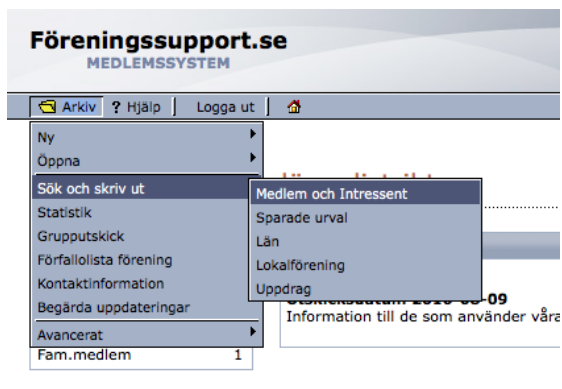 Föreningssupport.se
MEDLEMSSYSTEM
Arkiv ? Hjälp Logga ut
Ny
Öppna
Sök och skriv ut
Statistik
Grupputskick
Förfallolista förening
Kontaktinformation
Begärda uppdateringar
Avancerat
Medlem och Intressent
Sparade urval
Län
Lokalförening
Uppdrag
Information till de som använder våra
Fam.medlem 1